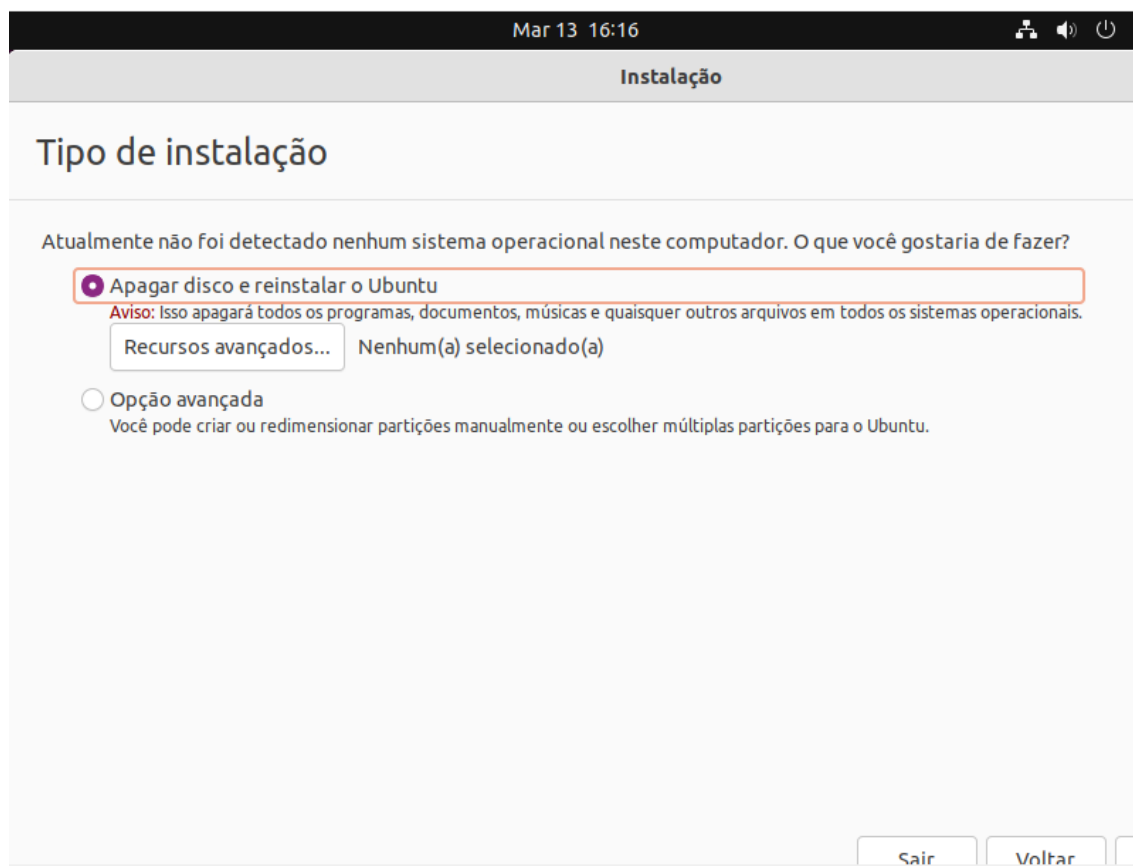 Mar 13 16:16
Instalação
Tipo de instalação
Atualmente não foi detectado nenhum sistema operacional neste computador. O que você gostaria de fazer?
Apagar disco e reinstalar o Ubuntu
Aviso: Isso apagará todos os programas, documentos, músicas e quaisquer outros arquivos em todos os sistemas operacionais.
Recursos avançados... Nenhum(a) selecionado(a)
Opção avançada
Você pode criar ou redimensionar partições manualmente ou escolher múltiplas partições para o Ubuntu.
Sair Voltar